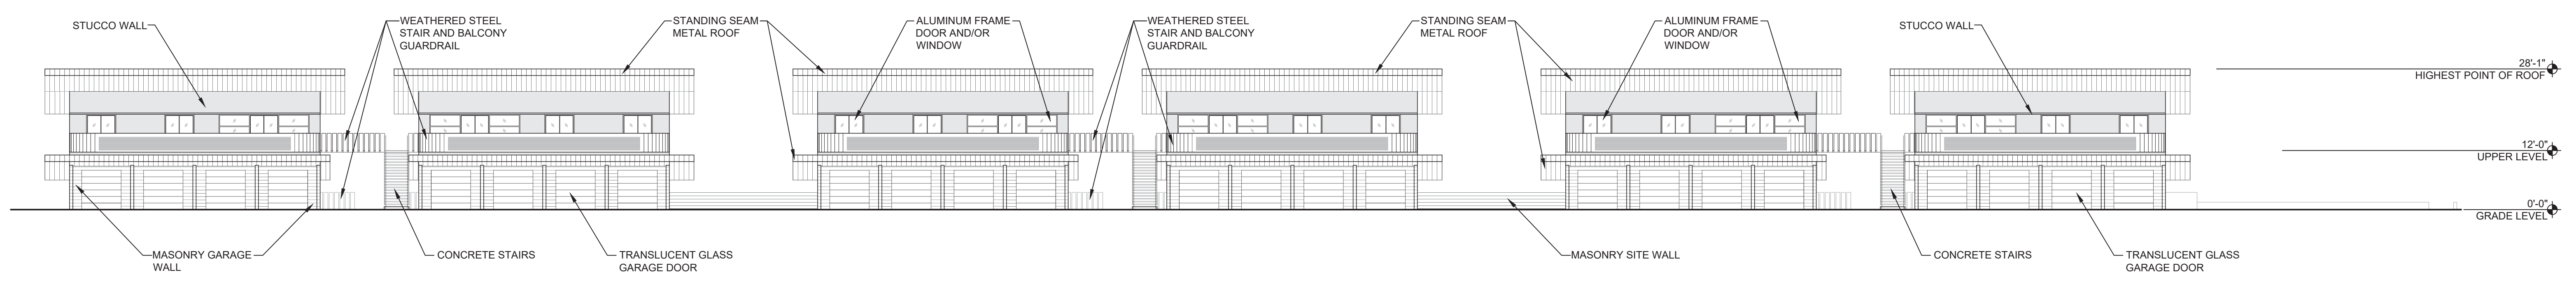 STUCCO WALL
WEATHERED STEEL
STAIR AND BALCONY
GUARDRAIL
STANDING SEAM
METAL ROOF
ALUMINUM FRAME
DOOR AND/OR
WINDOW
WEATHERED STEEL
STAIR AND BALCONY
GUARDRAIL
STANDING SEAM
METAL ROOF
ALUMINUM FRAME
DOOR AND/OR
WINDOW
STUCCO WALL
28'-1"
HIGHEST POINT OF ROOF
12'-0"
UPPER LEVEL
0'-0"
GRADE LEVEL
MASONRY GARAGE
WALL
CONCRETE STAIRS
TRANSLUCENT GLASS
GARAGE DOOR
MASONRY SITE WALL
CONCRETE STAIRS
TRANSLUCENT GLASS
GARAGE DOOR